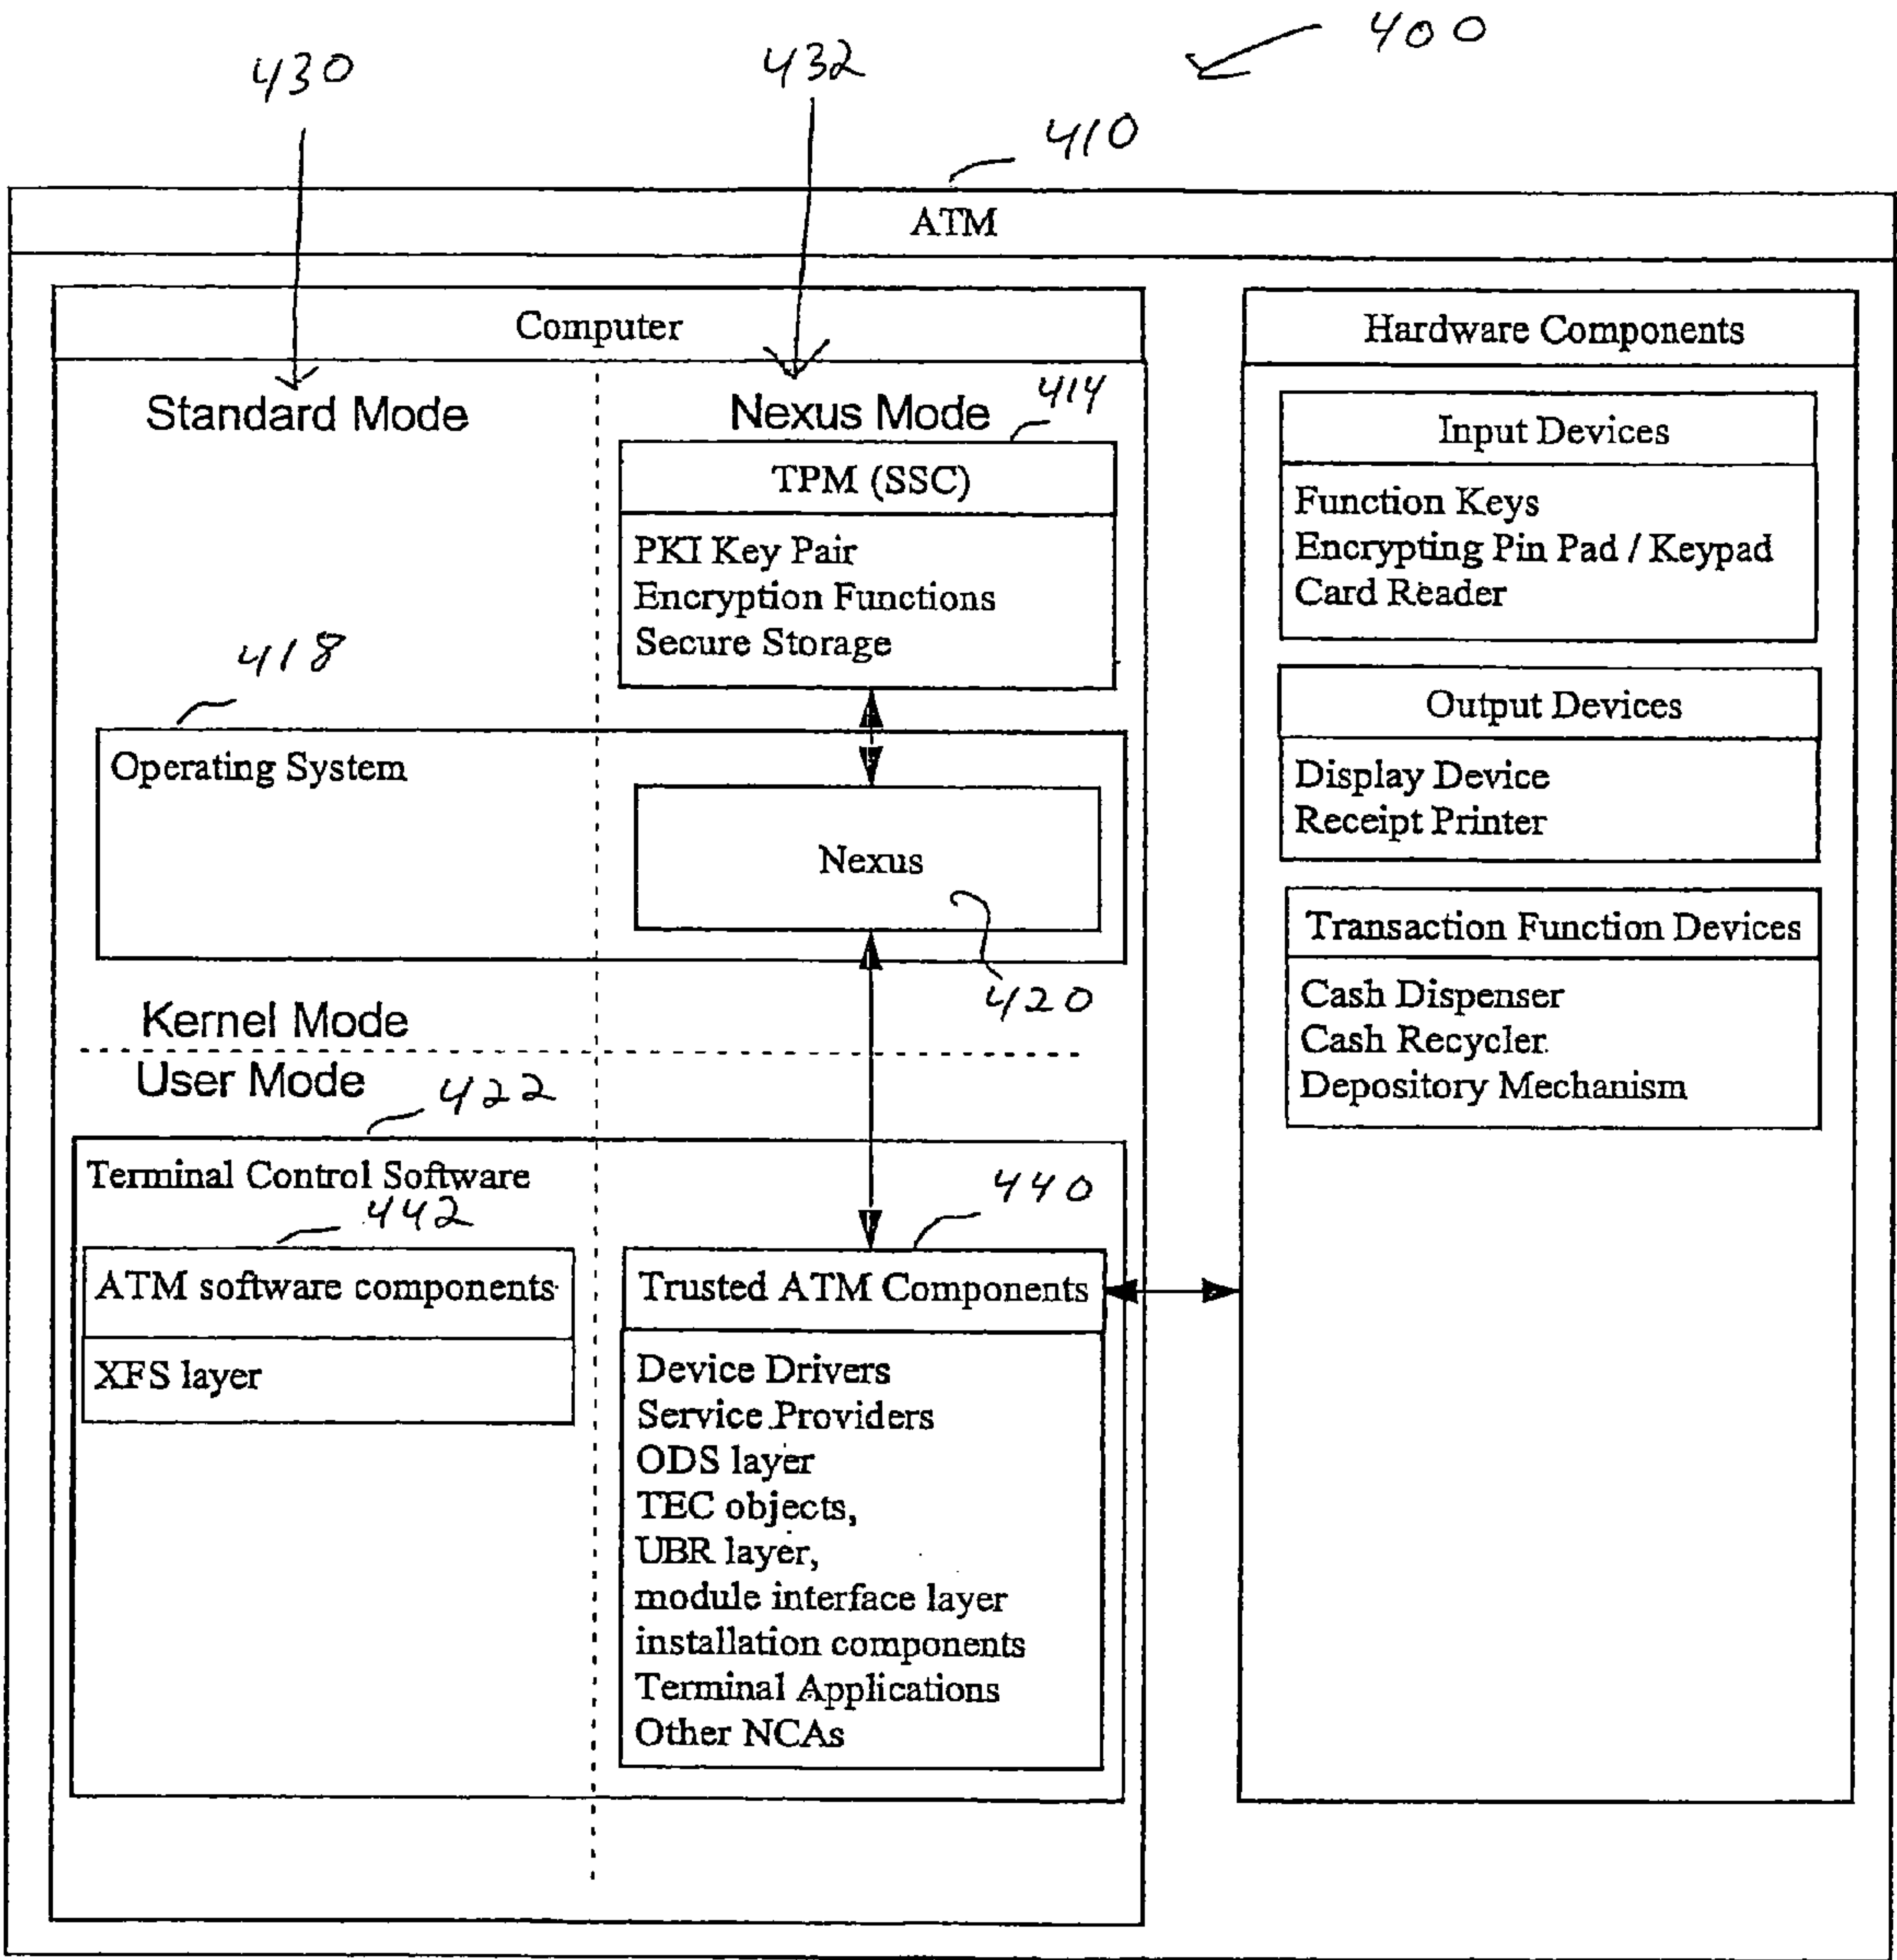 400
430
432
410
ATM
Computer
Standard Mode
Nexus Mode
414
TPM (SSC)
PKI Key Pair
Encryption Functions
Secure Storage
418
Operating System
Nexus
420
Kernel Mode
User Mode
422
Terminal Control Software
442
ATM software components
XFS layer
440
Trusted ATM Components
Device Drivers
Service Providers
ODS layer
TEC objects,
UBR layer,
module interface layer
installation components
Terminal Applications
Other NCAs
Hardware Components
Input Devices
Function Keys
Encrypting Pin Pad / Keypad
Card Reader
Output Devices
Display Device
Receipt Printer
Transaction Function Devices
Cash Dispenser
Cash Recycler
Depository Mechanism